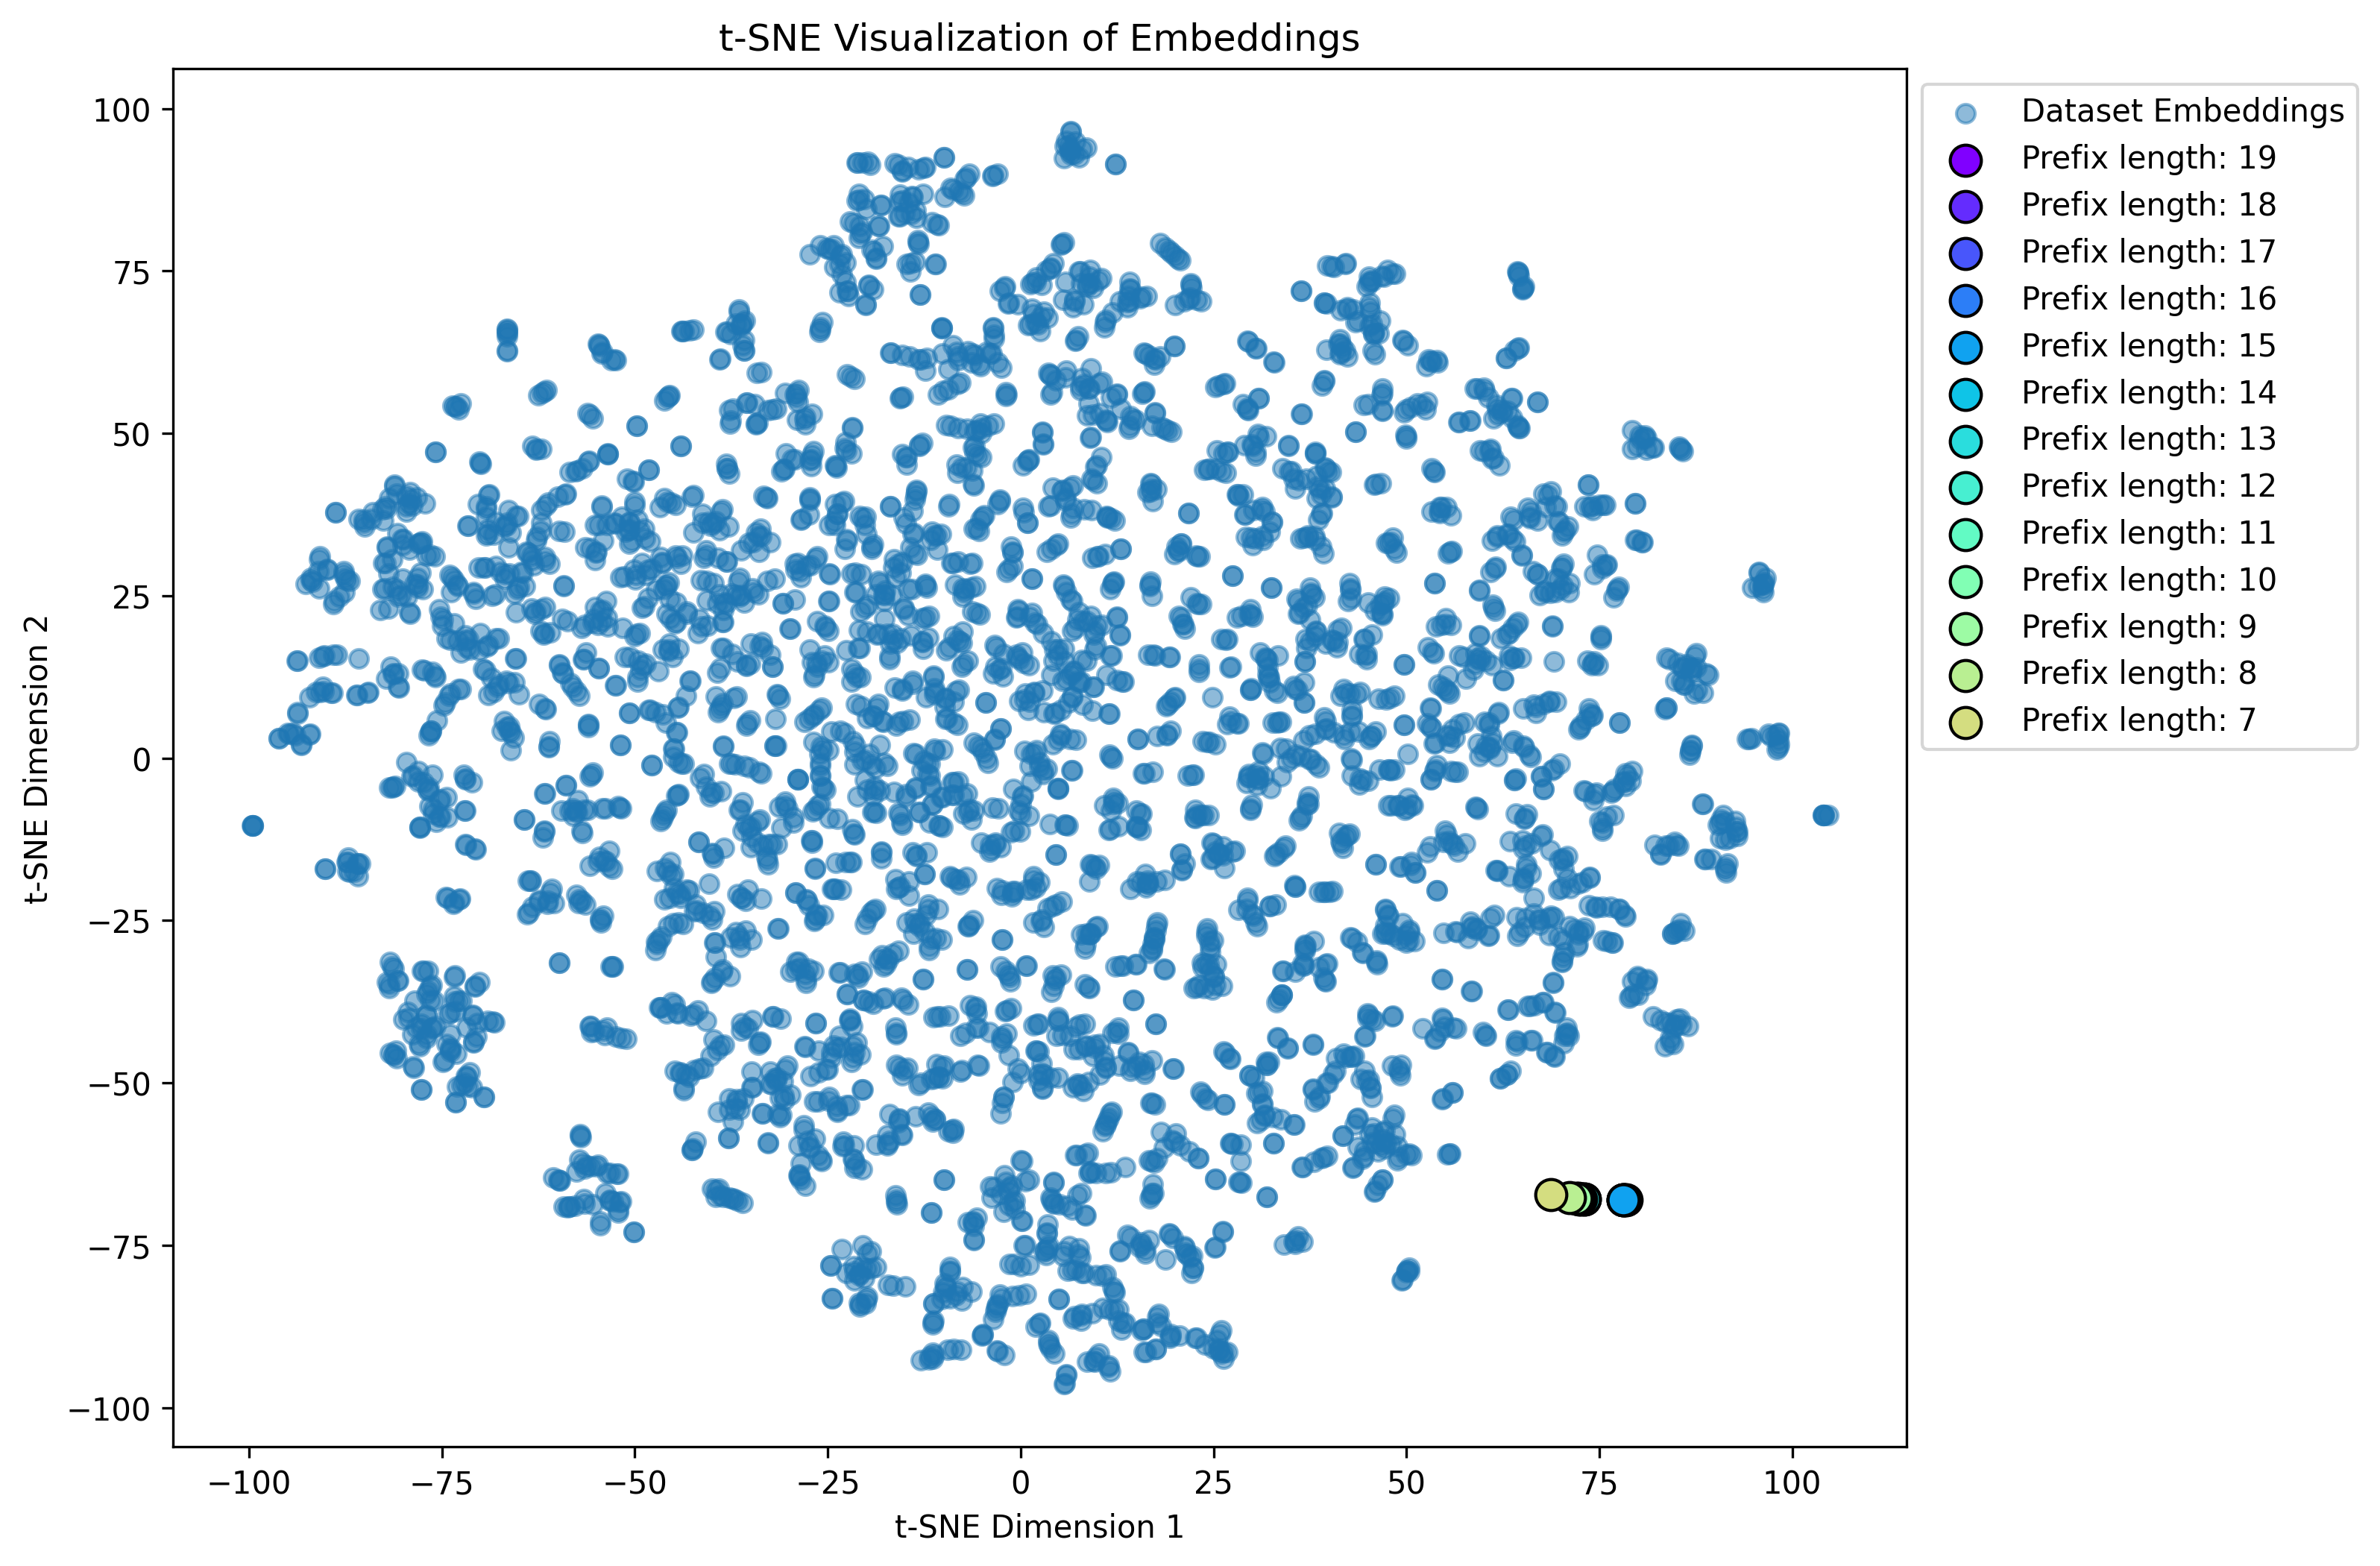 t-SNE Visualization of Embeddings
t-SNE Dimension 2
100
75
50
25
0
−25
−50
−75
−100
−100
−75
−50
−25
0
25
50
75
100
t-SNE Dimension 1
Dataset Embeddings
Prefix length: 19
Prefix length: 18
Prefix length: 17
Prefix length: 16
Prefix length: 15
Prefix length: 14
Prefix length: 13
Prefix length: 12
Prefix length: 11
Prefix length: 10
Prefix length: 9
Prefix length: 8
Prefix length: 7